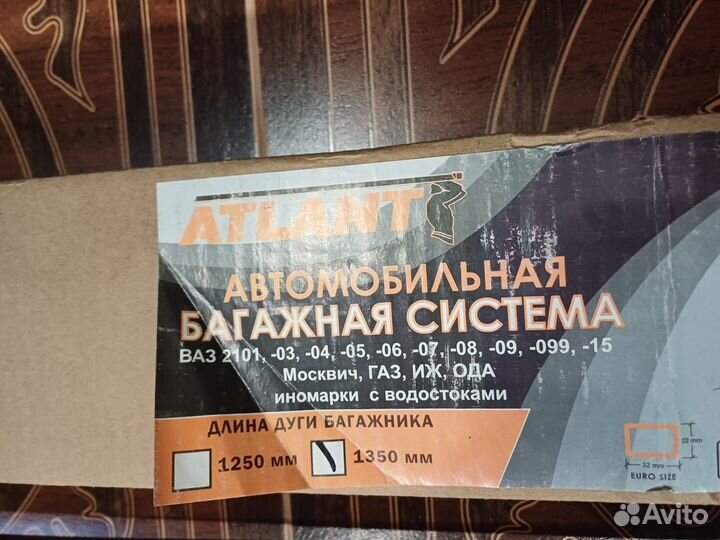 ATLANT
АВТОМОБИЛЬНАЯ
БАГАЖНАЯ СИСТЕМА
ВАЗ 2101, -03, -04, -05, -06, -07, -08, -09, -099, -15
Москвич, ГАЗ, ИЖ, ОДА
иномарки с водостоками
ДЛИНА ДУГИ БАГАЖНИКА
1250 мм 1350 мм
22 mm
32 mm
EURO SIZE
Avito